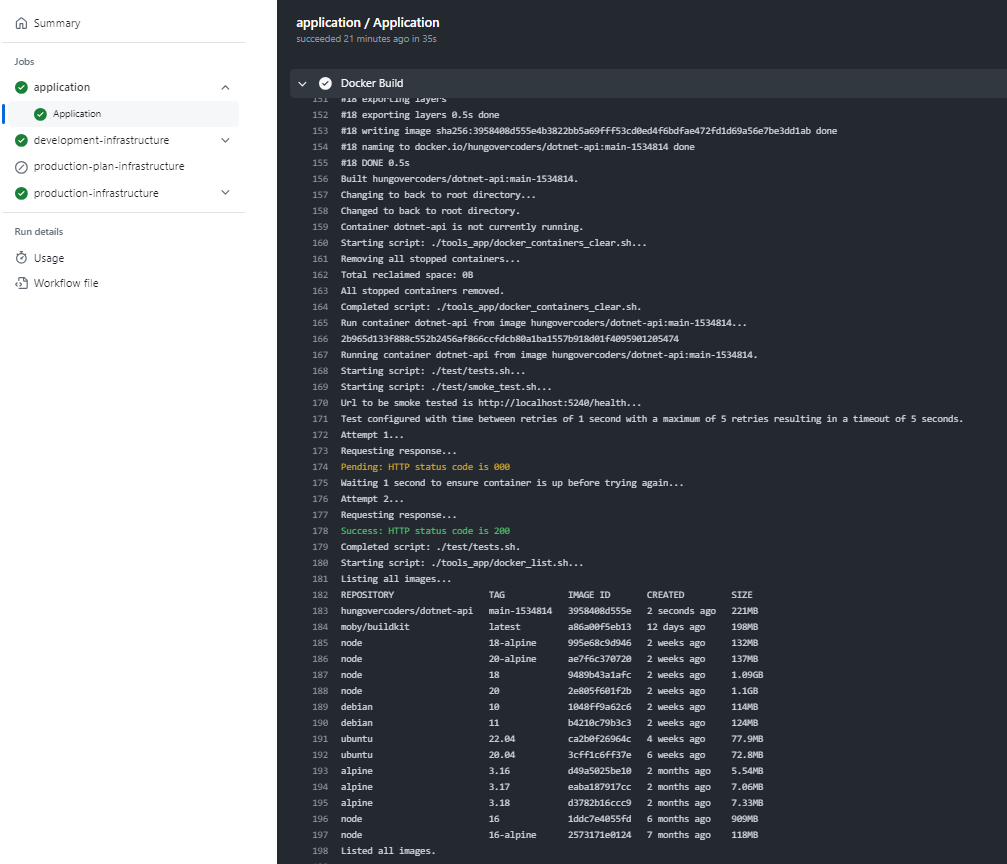 Summary
Jobs
application
Application
development-infrastructure
production-plan-infrastructure
production-infrastructure
Run details
Usage
Workflow file
application / Application
succeeded 21 minutes ago in 35s
Docker Build
151 #18 exporting layers
152 #18 exporting layers 0.5s done
153 #18 writing image sha256:3958408d555e4b3822bb5a69fff53cd0ed4f6bdfae472fd1d69a56e7be3dd1ab done
154 #18 naming to docker.io/hungovercoders/dotnet-api:main-1534814 done
155 #18 DONE 0.5s
156 Built hungovercoders/dotnet-api:main-1534814.
157 Changing to back to root directory...
158 Changed to back to root directory.
159 Container dotnet-api is not currently running.
160 Starting script: ./tools_app/docker_containers_clear.sh...
161 Removing all stopped containers...
162 Total reclaimed space: 0B
163 All stopped containers removed.
164 Completed script: ./tools_app/docker_containers_clear.sh.
165 Run container dotnet-api from image hungovercoders/dotnet-api:main-1534814...
166 2b965d133f888c552b2456af866ccfdcb80a1ba1557b918d01f4095901205474
167 Running container dotnet-api from image hungovercoders/dotnet-api:main-1534814.
168 Starting script: ./test/tests.sh...
169 Starting script: ./test/smoke_test.sh...
170 Url to be smoke tested is http://localhost:5240/health...
171 Test configured with time between retries of 1 second with a maximum of 5 retries resulting in a timeout of 5 seconds.
172 Attempt 1...
173 Requesting response...
174 Pending: HTTP status code is 000
175 Waiting 1 second to ensure container is up before trying again...
176 Attempt 2...
177 Requesting response...
178 Success: HTTP status code is 200
179 Completed script: ./test/tests.sh.
180 Starting script: ./tools_app/docker_list.sh...
181 Listing all images...
182 REPOSITORY TAG IMAGE ID CREATED SIZE
183 hungovercoders/dotnet-api main-1534814 3958408d555e 2 seconds ago 221MB
184 moby/buildkit latest a86a00f5eb13 12 days ago 198MB
185 node 18-alpine 995e68c9d946 2 weeks ago 132MB
186 node 20-alpine ae7f6c370720 2 weeks ago 137MB
187 node 18 9489b43a1afc 2 weeks ago 1.09GB
188 node 20 2e805f601f2b 2 weeks ago 1.1GB
189 debian 10 1048ff9a62c6 2 weeks ago 114MB
190 debian 11 b4210c79b3c3 2 weeks ago 124MB
191 ubuntu 22.04 ca2b0f26964c 4 weeks ago 77.9MB
192 ubuntu 20.04 3cff1c6ff37e 6 weeks ago 72.8MB
193 alpine 3.16 d49a5025be10 2 months ago 5.54MB
194 alpine 3.17 eaba187917cc 2 months ago 7.06MB
195 alpine 3.18 d3782b16ccc9 2 months ago 7.33MB
196 node 16 1ddc7e4055fd 6 months ago 909MB
197 node 16-alpine 2573171e0124 7 months ago 118MB
198 Listed all images.